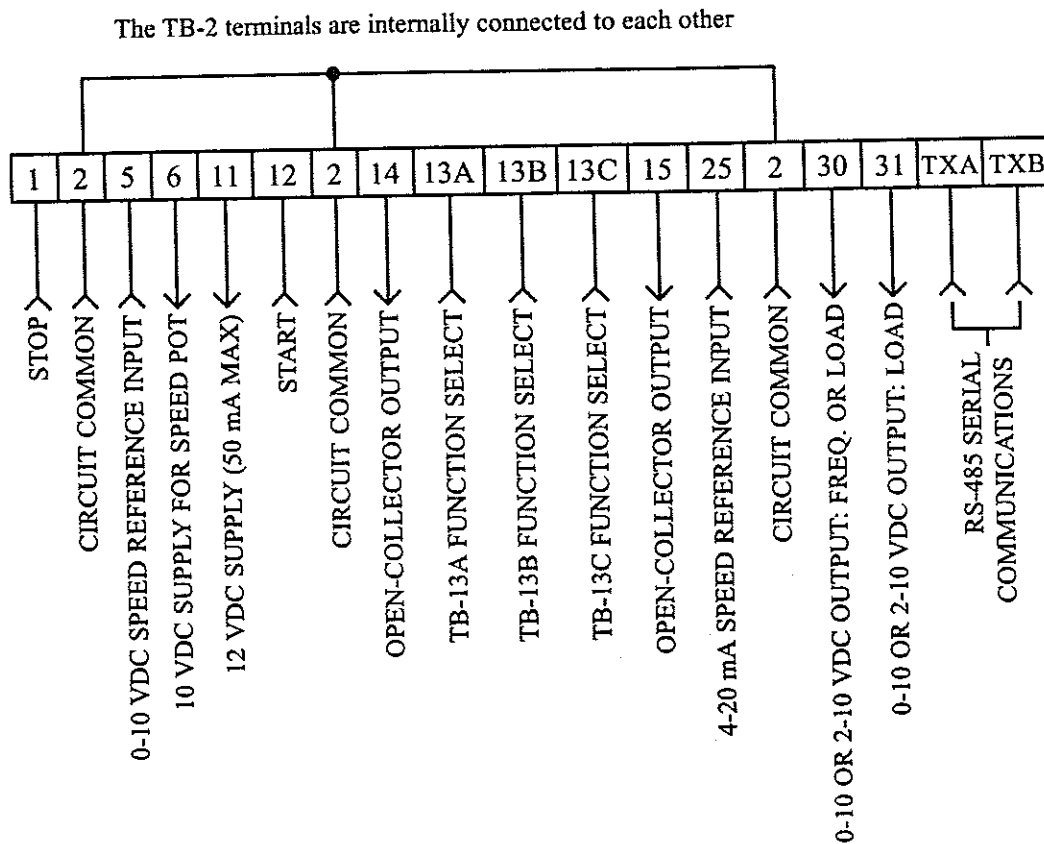 The TB-2 terminals are internally connected to each other
1 2 5 6 11 12 2 14 13A 13B 13C 15 25 2 30 31 TXA TXB
STOP
CIRCUIT COMMON
0-10 VDC SPEED REFERENCE INPUT
10 VDC SUPPLY FOR SPEED POT
12 VDC SUPPLY (50 mA MAX)
START
CIRCUIT COMMON
OPEN-COLLECTOR OUTPUT
TB-13A FUNCTION SELECT
TB-13B FUNCTION SELECT
TB-13C FUNCTION SELECT
OPEN-COLLECTOR OUTPUT
4-20 mA SPEED REFERENCE INPUT
CIRCUIT COMMON
0-10 OR 2-10 VDC OUTPUT: FREQ. OR LOAD
0-10 OR 2-10 VDC OUTPUT: LOAD
RS-485 SERIAL
COMMUNICATIONS